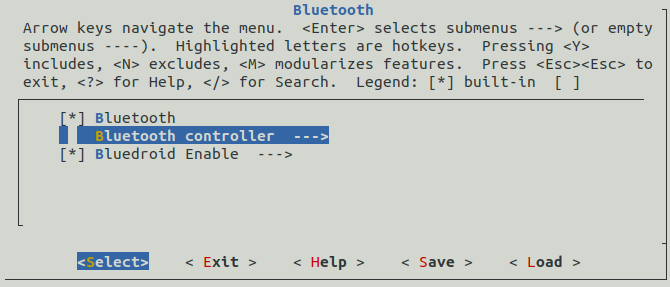 Bluetooth
Arrow keys navigate the menu.  <Enter> selects submenus ---> (or empty
submenus ----).  Highlighted letters are hotkeys.  Pressing <Y>
includes, <N> excludes, <M> modularizes features.  Press <Esc><Esc> to
exit, <?> for Help, </> for Search.  Legend: [*] built-in  [ ]
[*] Bluetooth
Bluetooth controller  --->
[*] Bluedroid Enable  --->
<Select>    < Exit >    < Help >    < Save >    < Load >